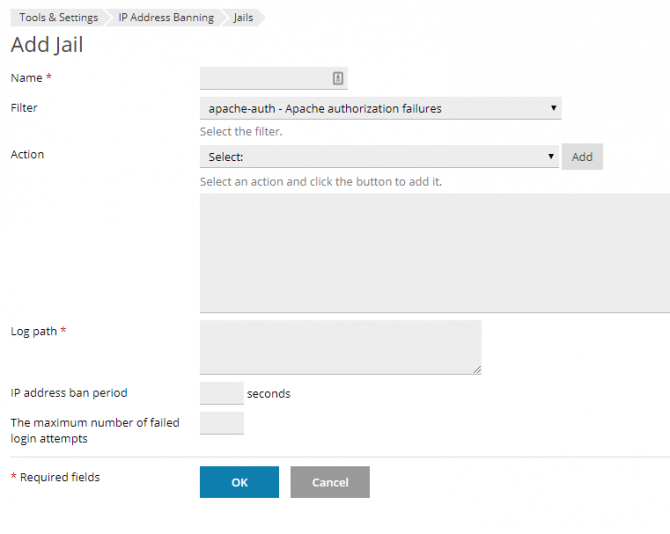 Tools & Settings IP Address Banning Jails
Add Jail
Name *
Filter apache-auth - Apache authorization failures
Select the filter.
Action Select: Add
Select an action and click the button to add it.
Log path *
IP address ban period seconds
The maximum number of failed
login attempts
* Required fields OK Cancel